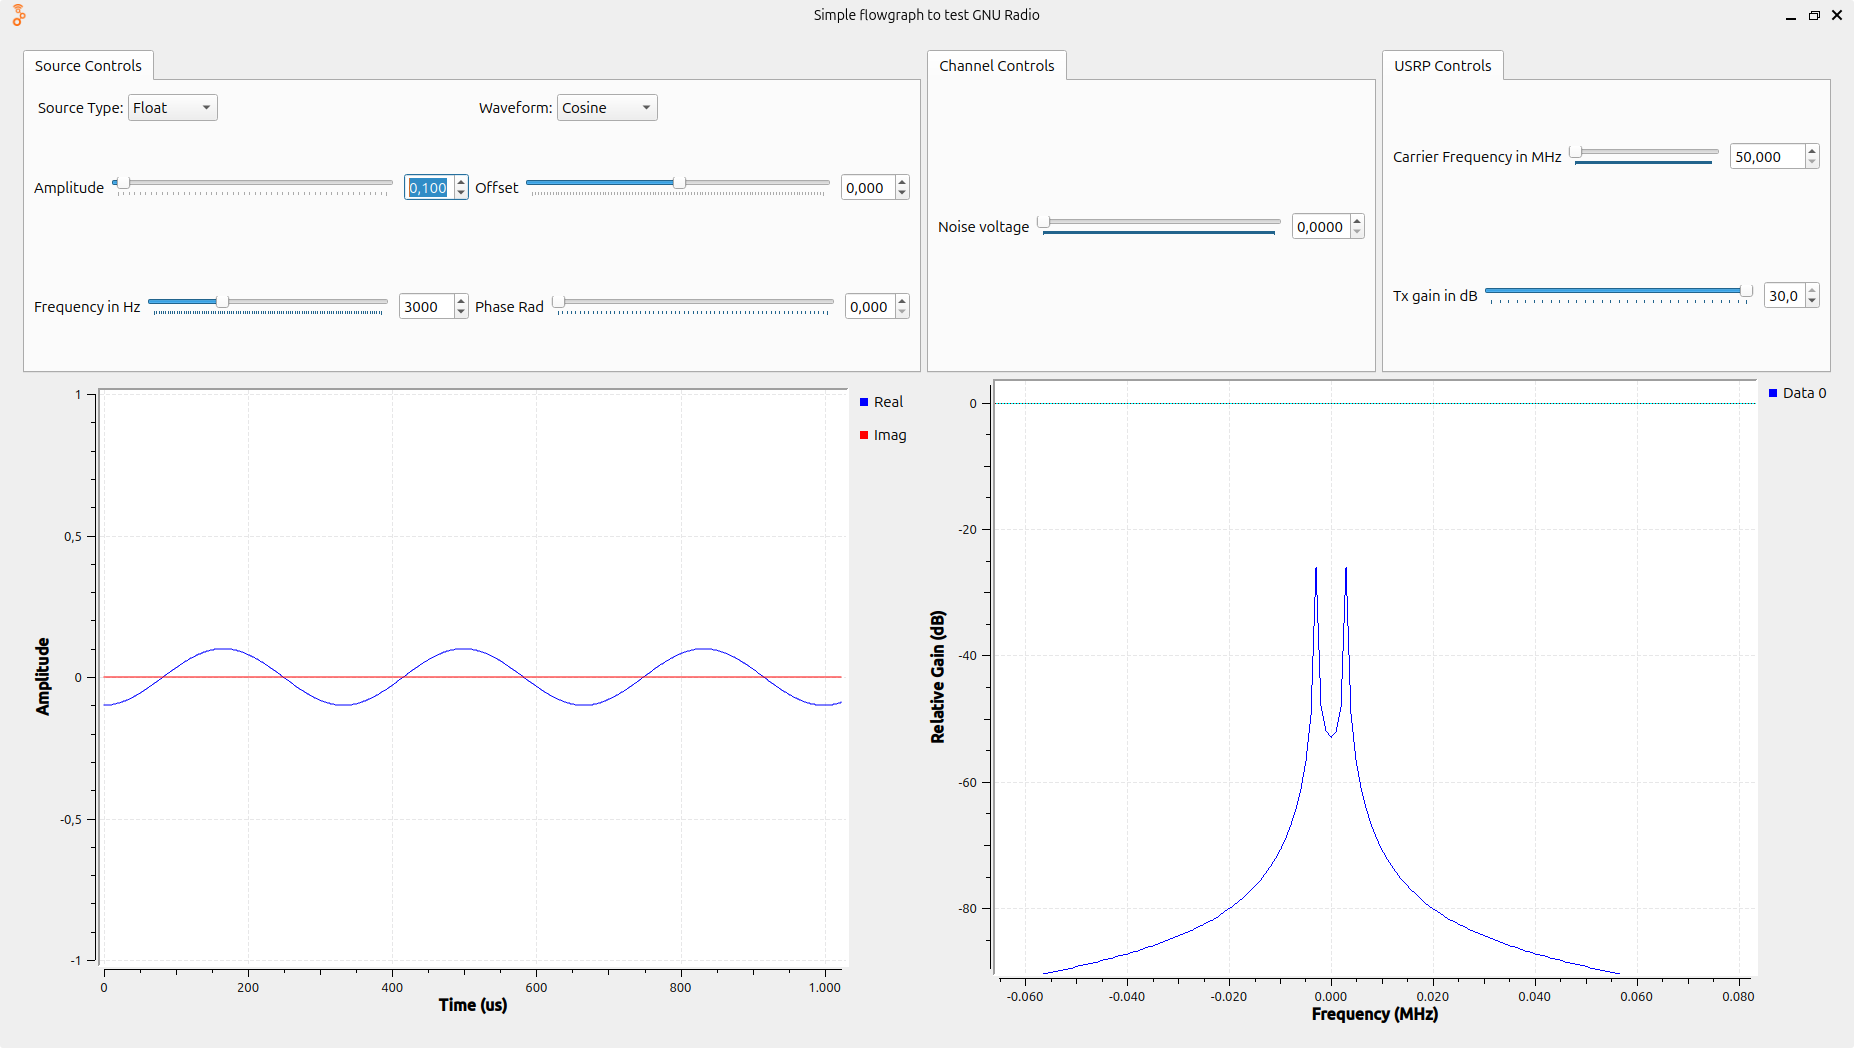 Simple flowgraph to test GNU Radio
Source Controls
Channel Controls
USRP Controls
Source Type: Float
Waveform: Cosine
Amplitude 0,100
Offset 0,000
Frequency in Hz 3000
Phase Rad 0,000
Noise voltage 0,0000
Carrier Frequency in MHz 50,000
Tx gain in dB 30,0
1
0,5
0
-0,5
-1
Amplitude
0 200 400 600 800 1.000
Time (us)
Real
Imag
0
-20
-40
-60
-80
Relative Gain (dB)
-0.060 -0.040 -0.020 0.000 0.020 0.040 0.060 0.080
Frequency (MHz)
Data 0